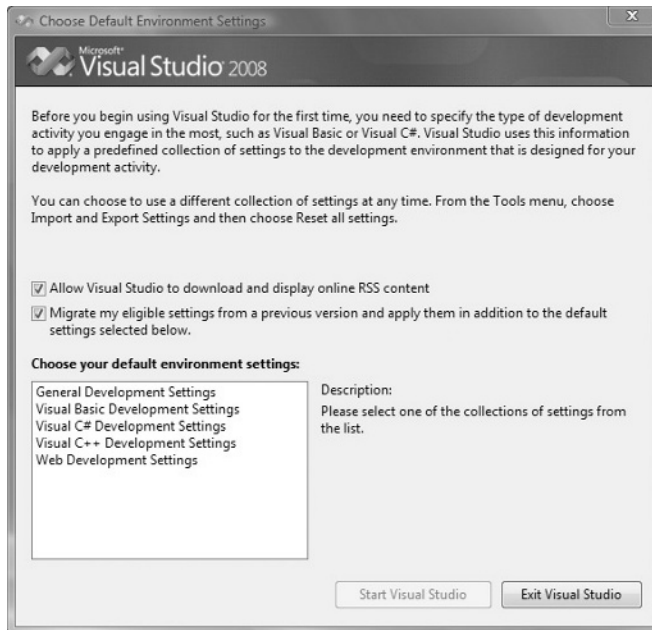 Choose Default Environment Settings
Microsoft®
Visual Studio 2008
Before you begin using Visual Studio for the first time, you need to specify the type of development
activity you engage in the most, such as Visual Basic or Visual C#. Visual Studio uses this information
to apply a predefined collection of settings to the development environment that is designed for your
development activity.
You can choose to use a different collection of settings at any time. From the Tools menu, choose
Import and Export Settings and then choose Reset all settings.
Allow Visual Studio to download and display online RSS content
Migrate my eligible settings from a previous version and apply them in addition to the default
settings selected below.
Choose your default environment settings:
General Development Settings
Visual Basic Development Settings
Visual C# Development Settings
Visual C++ Development Settings
Web Development Settings
Description:
Please select one of the collections of settings from
the list.
Start Visual Studio
Exit Visual Studio